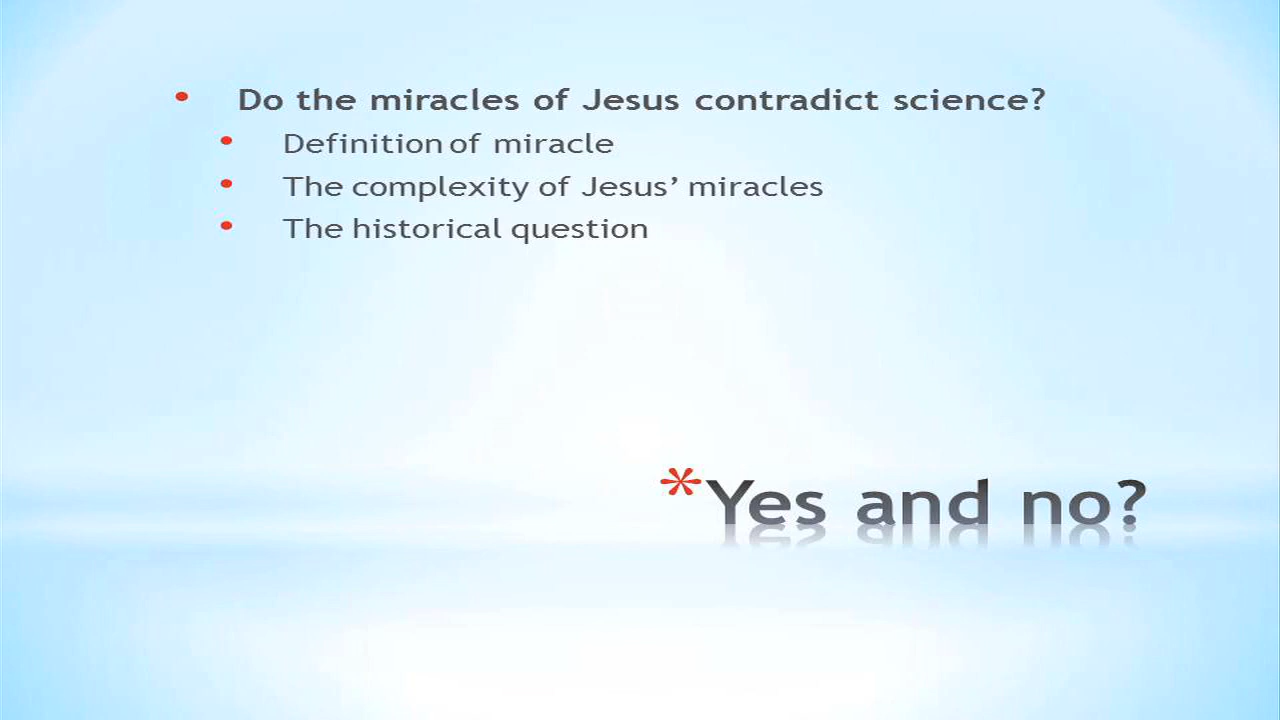 • Do the miracles of Jesus contradict science?
• Definition of miracle
• The complexity of Jesus’ miracles
• The historical question
*Yes and no?